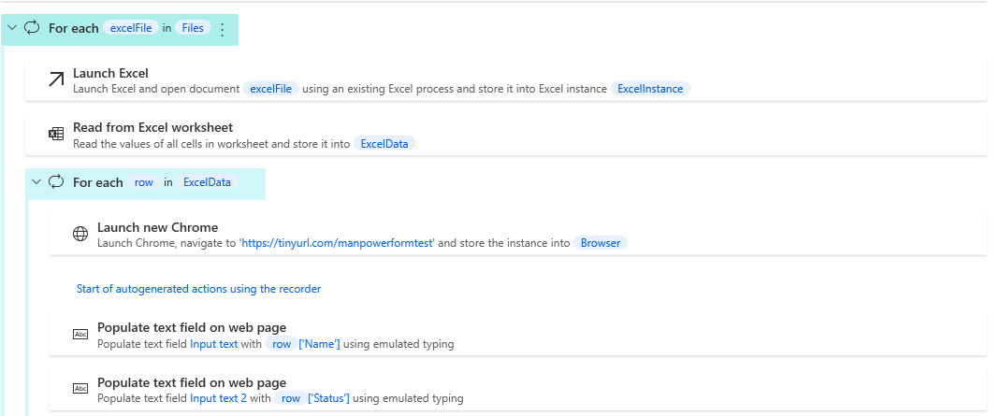 For each excelFile in Files
Launch Excel
Launch Excel and open document excelFile using an existing Excel process and store it into Excel instance ExcelInstance
Read from Excel worksheet
Read the values of all cells in worksheet and store it into ExcelData
For each row in ExcelData
Launch new Chrome
Launch Chrome, navigate to 'https://tinyurl.com/manpowerformtest' and store the instance into Browser
Start of autogenerated actions using the recorder
Abc
Populate text field on web page
Populate text field Input text with row ['Name'] using emulated typing
Abc
Populate text field on web page
Populate text field Input text 2 with row ['Status'] using emulated typing